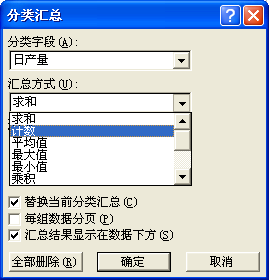 分类汇总
分类字段(A):
日产量
汇总方式(U):
求和
求和
计数
平均值
最大值
最小值
乘积
替换当前分类汇总(C)
每组数据分页(P)
汇总结果显示在数据下方(S)
全部删除(R) 确定 取消